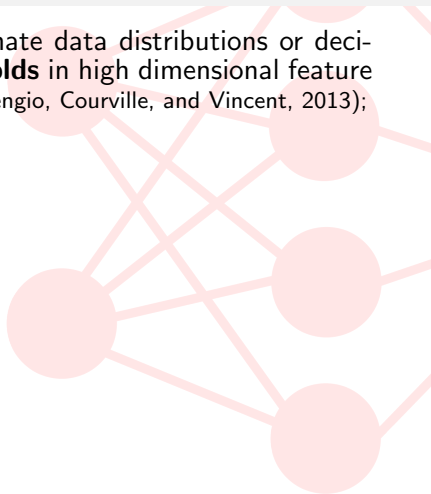 nate data distributions or deci-
olds in high dimensional feature
engio, Courville, and Vincent, 2013);